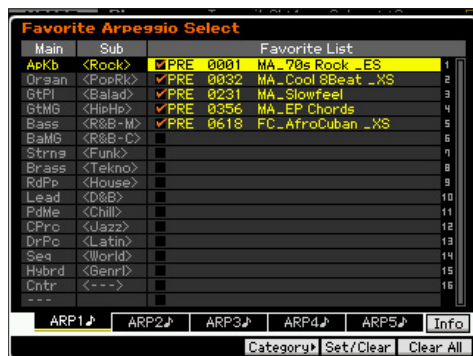 Favorite Arpeggio Select
Main Sub Favorite List
ApKb <Rock> PRE 0001 MA_70s Rock _ES 1
Organ <PopRk> PRE 0032 MA_Cool 8Beat _XS 2
GtPl <Balad> PRE 0231 MA_Slowfeel 3
GtMG <HipHp> PRE 0356 MA_EP Chords 4
Bass <R&B-M> PRE 0618 FC_AfroCuban _XS 5
BaMG <R&B-C> 6
Strng <Funk> 7
Brass <Tekno> 8
RdPp <House> 9
Lead <D&B> 10
PdMe <Chill> 11
CPrc <Jazz> 12
DrPc <Latin> 13
Seq <World> 14
Hybrd <Genrl> 15
Cntr <---> 16
---
ARP1♪ ARP2♪ ARP3♪ ARP4♪ ARP5♪ Info
Category▸ Set/Clear Clear All